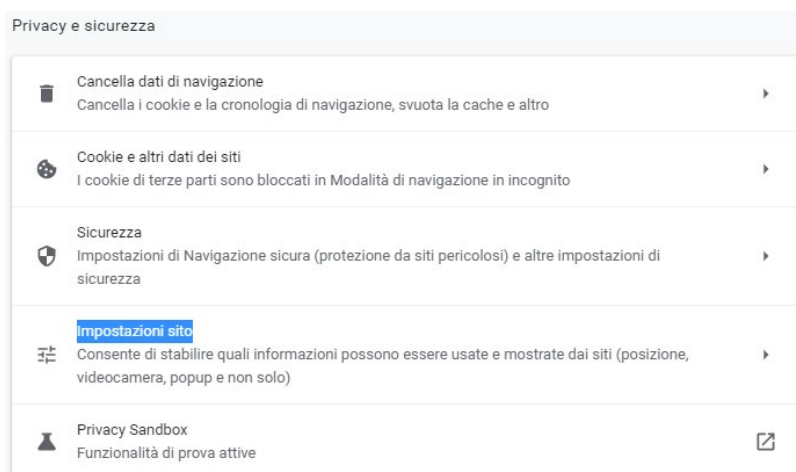 Privacy e sicurezza
Cancella dati di navigazione
Cancella i cookie e la cronologia di navigazione, svuota la cache e altro
Cookie e altri dati dei siti
I cookie di terze parti sono bloccati in Modalità di navigazione in incognito
Sicurezza
Impostazioni di Navigazione sicura (protezione da siti pericolosi) e altre impostazioni di
sicurezza
Impostazioni sito
Consente di stabilire quali informazioni possono essere usate e mostrate dai siti (posizione,
videocamera, popup e non solo)
Privacy Sandbox
Funzionalità di prova attive